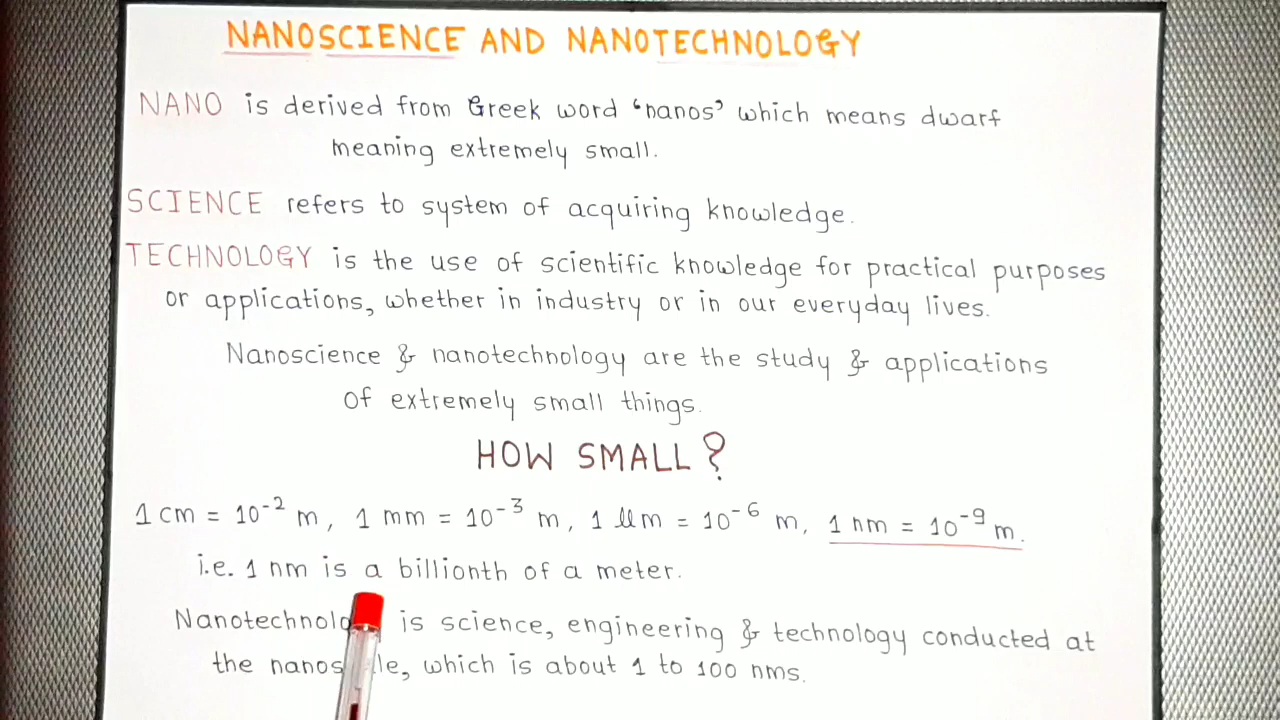 NANOSCIENCE AND NANOTECHNOLOGY
NANO is derived from Greek word ‘nanos’ which means dwarf
meaning extremely small.
SCIENCE refers to system of acquiring knowledge.
TECHNOLOGY is the use of scientific knowledge for practical purposes
or applications, whether in industry or in our everyday lives.
Nanoscience & nanotechnology are the study & applications
of extremely small things.
HOW SMALL?
1 cm = 10⁻² m, 1 mm = 10⁻³ m, 1 µm = 10⁻⁶ m, 1 nm = 10⁻⁹ m.
i.e. 1 nm is a billionth of a meter.
is science, engineering & technology conducted at
the which is about 1 to 100 nms.